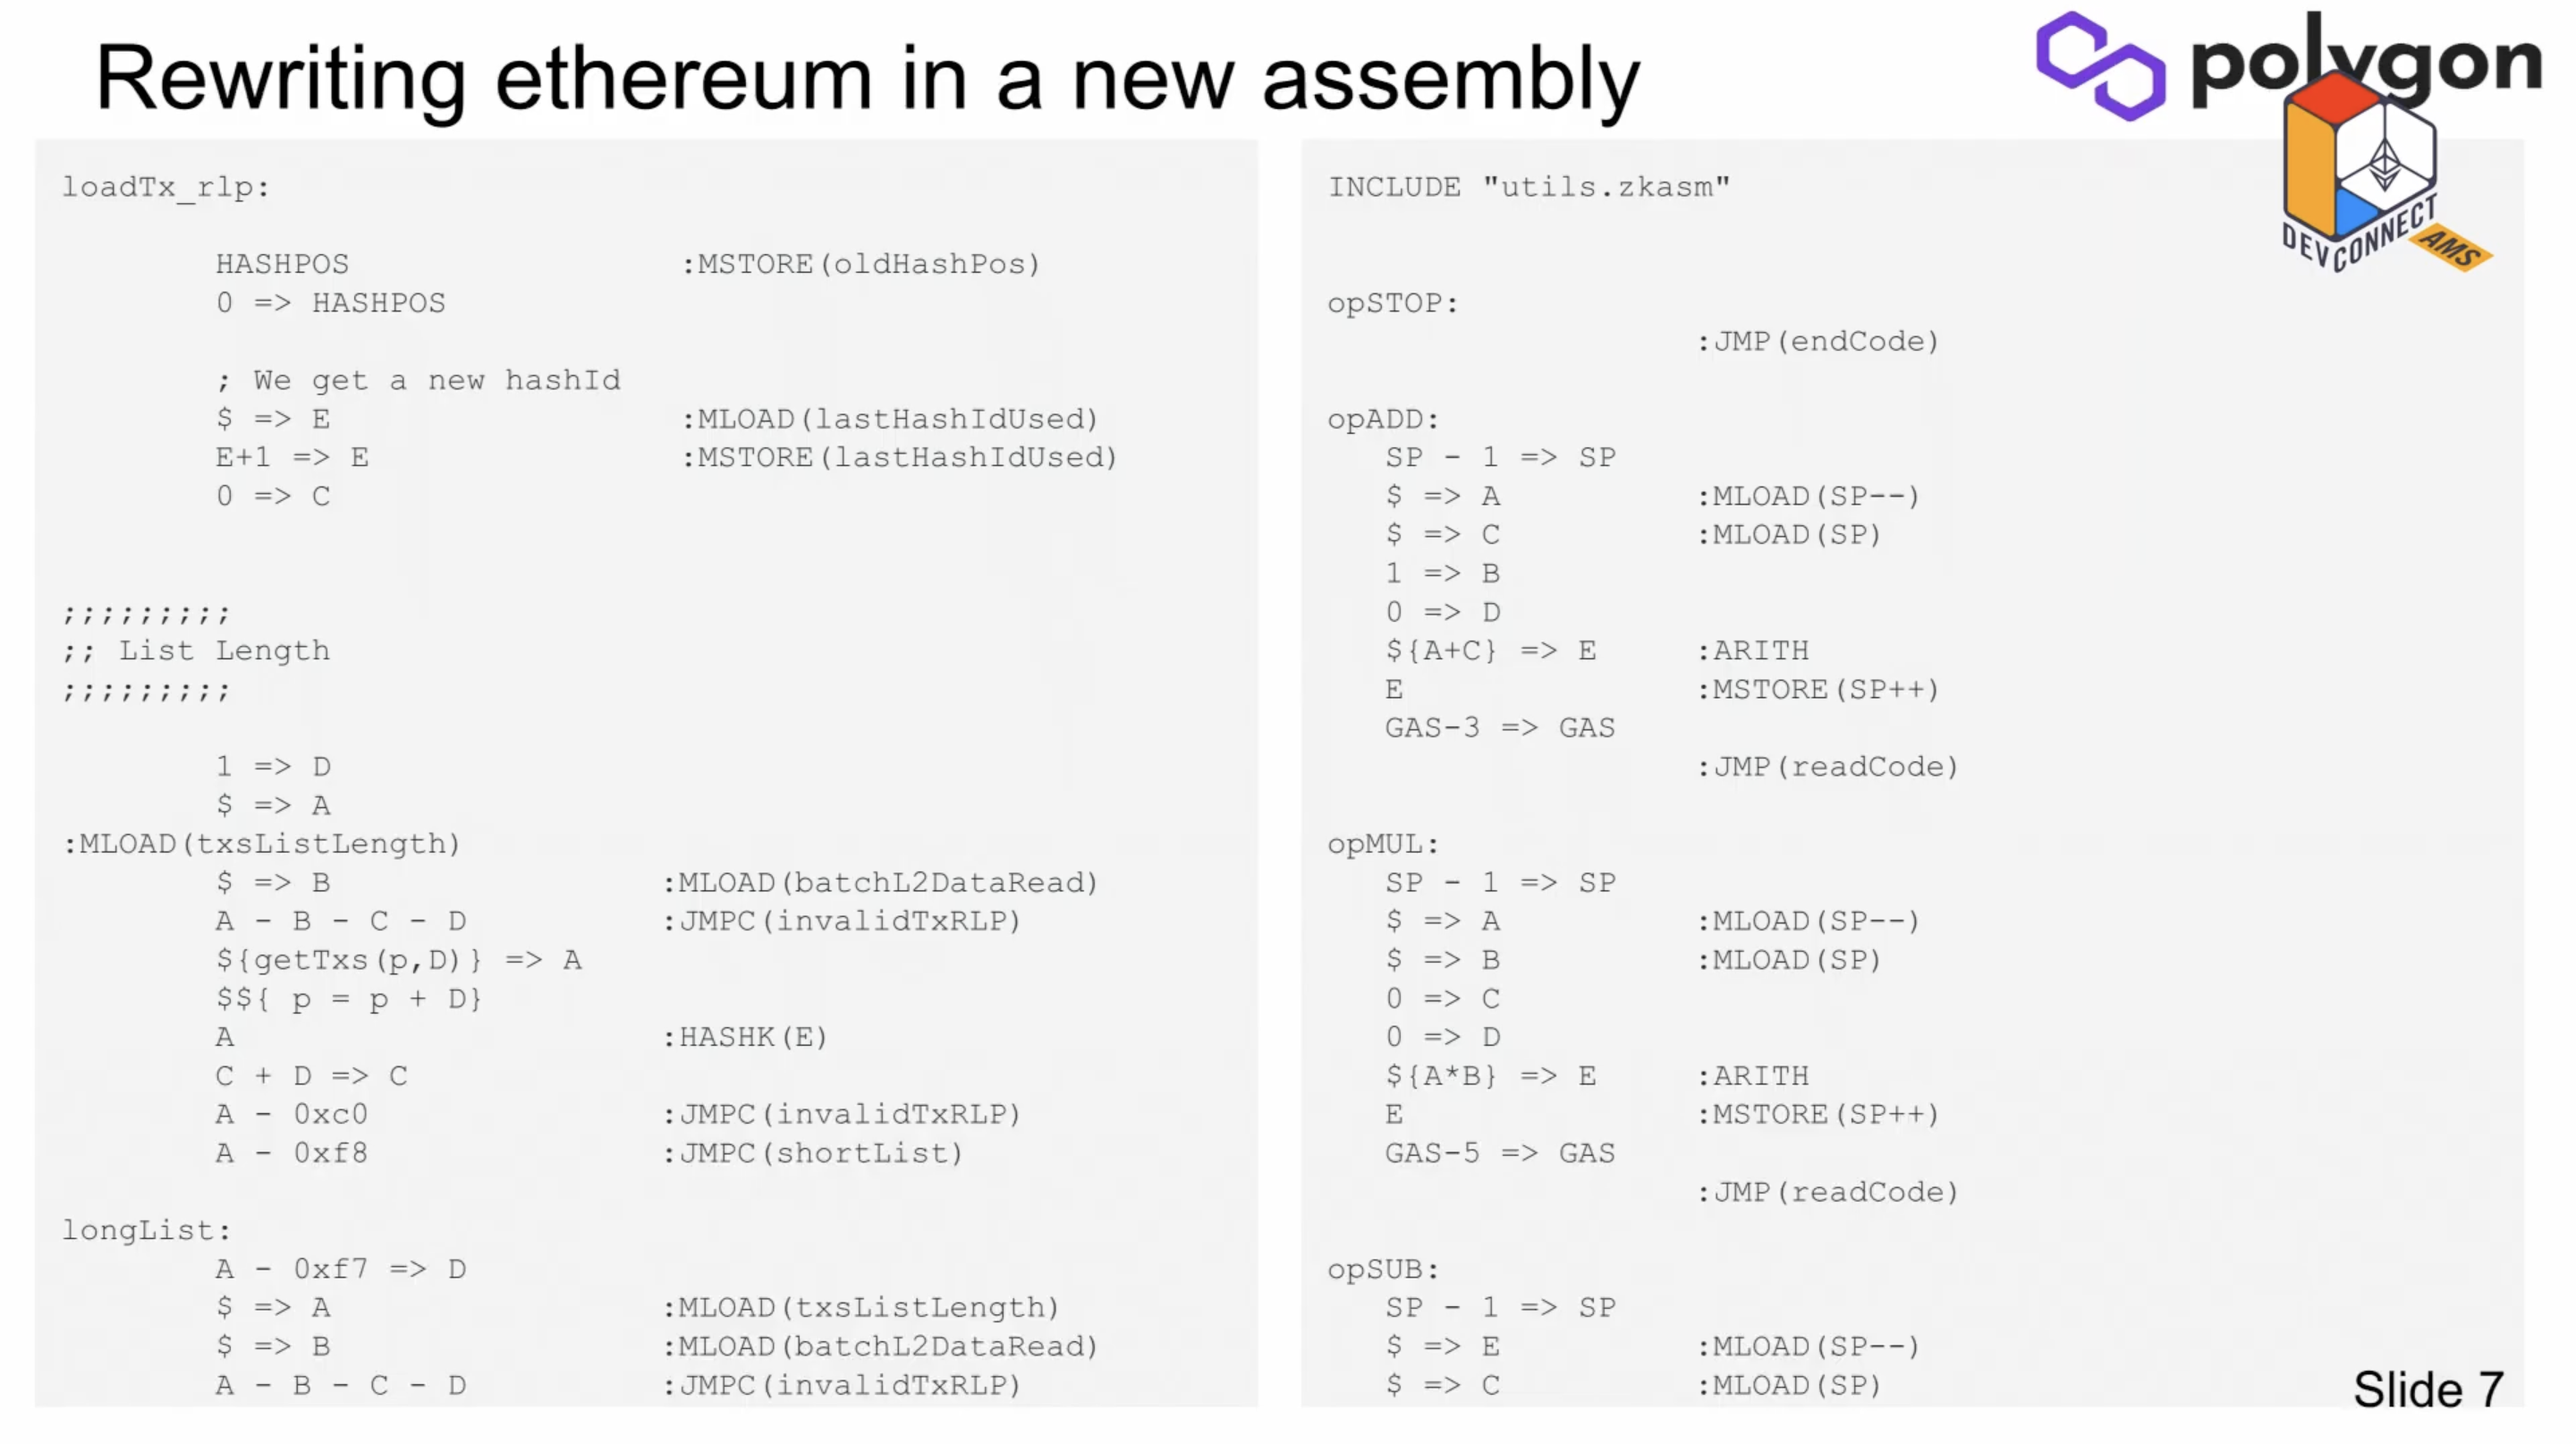 Rewriting ethereum in a new assembly
polygon
DEVCONNECT
AMS
loadTx_rlp:
HASHPOS :MSTORE(oldHashPos)
0 => HASHPOS
; We get a new hashId
$ => E :MLOAD(lastHashIdUsed)
E+1 => E :MSTORE(lastHashIdUsed)
0 => C
;;;;;;;;;
;; List Length
;;;;;;;;;
1 => D
$ => A
:MLOAD(txsListLength)
$ => B :MLOAD(batchL2DataRead)
A - B - C - D :JMPC(invalidTxRLP)
${getTxs(p,D)} => A
$${ p = p + D}
A :HASHK(E)
C + D => C
A - 0xc0 :JMPC(invalidTxRLP)
A - 0xf8 :JMPC(shortList)
longList:
A - 0xf7 => D
$ => A :MLOAD(txsListLength)
$ => B :MLOAD(batchL2DataRead)
A - B - C - D :JMPC(invalidTxRLP)
INCLUDE "utils.zkasm"
opSTOP:
:JMP(endCode)
opADD:
SP - 1 => SP
$ => A :MLOAD(SP--)
$ => C :MLOAD(SP)
1 => B
0 => D
${A+C} => E :ARITH
E :MSTORE(SP++)
GAS-3 => GAS
:JMP(readCode)
opMUL:
SP - 1 => SP
$ => A :MLOAD(SP--)
$ => B :MLOAD(SP)
0 => C
0 => D
${A*B} => E :ARITH
E :MSTORE(SP++)
GAS-5 => GAS
:JMP(readCode)
opSUB:
SP - 1 => SP
$ => E :MLOAD(SP--)
$ => C :MLOAD(SP)
Slide 7